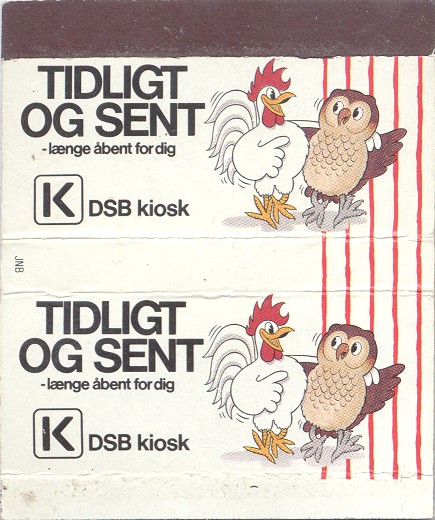 TIDLIGT
OG SENT
-længe åbent for dig
K DSB kiosk
JNB
TIDLIGT
OG SENT
-længe åbent for dig
K DSB kiosk